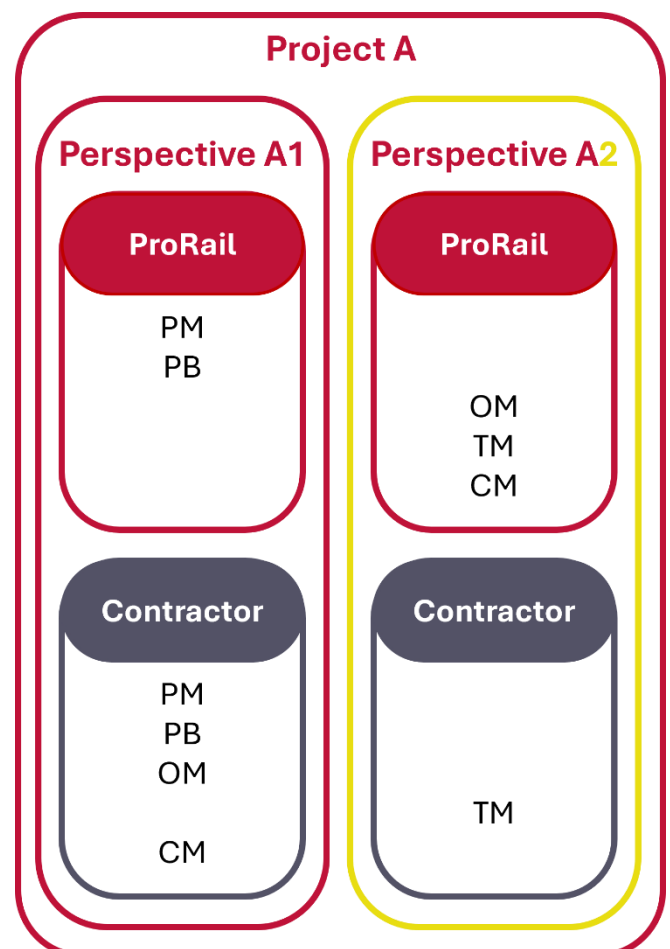 Project A
Perspective A1
ProRail
PM
PB
Contractor
PM
PB
OM
CM
Perspective A2
ProRail
OM
TM
CM
Contractor
TM